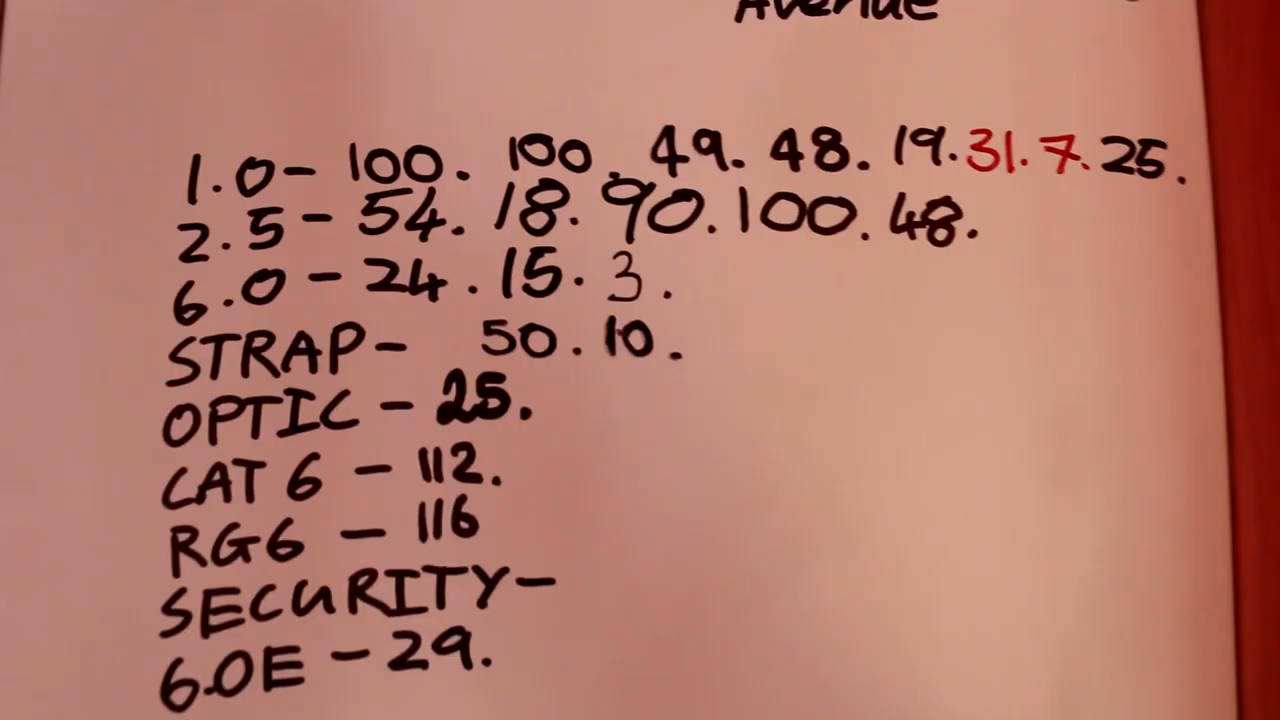 Avenue
1.0- 100. 100. 49. 48. 19. 31. 7. 25.
2.5- 54. 18. 90. 100. 48.
6.0- 24. 15. 3.
STRAP- 50. 10.
OPTIC- 25.
CAT 6- 112.
RG6- 116
SECURITY-
6.0E- 29.